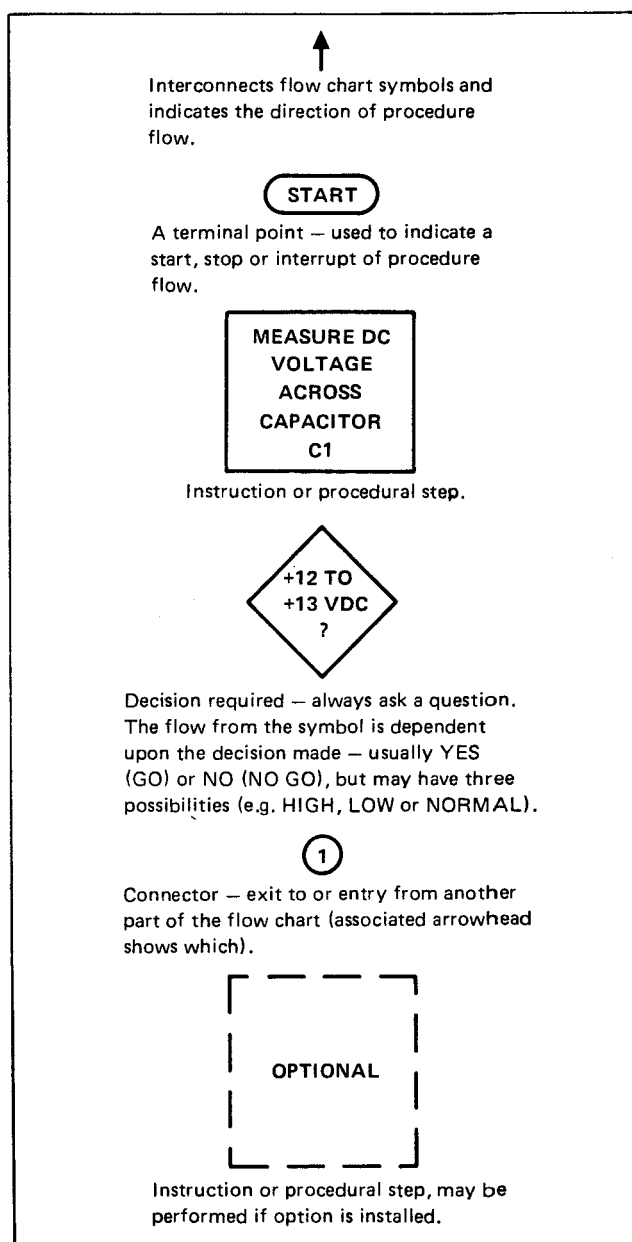 Interconnects flow chart symbols and
indicates the direction of procedure
flow.
START
A terminal point — used to indicate a
start, stop or interrupt of procedure
flow.
MEASURE DC
VOLTAGE
ACROSS
CAPACITOR
C1
Instruction or procedural step.
+12 TO
+13 VDC
?
Decision required — always ask a question.
The flow from the symbol is dependent
upon the decision made — usually YES
(GO) or NO (NO GO), but may have three
possibilities (e.g. HIGH, LOW or NORMAL).
1
Connector — exit to or entry from another
part of the flow chart (associated arrowhead
shows which).
OPTIONAL
Instruction or procedural step, may be
performed if option is installed.